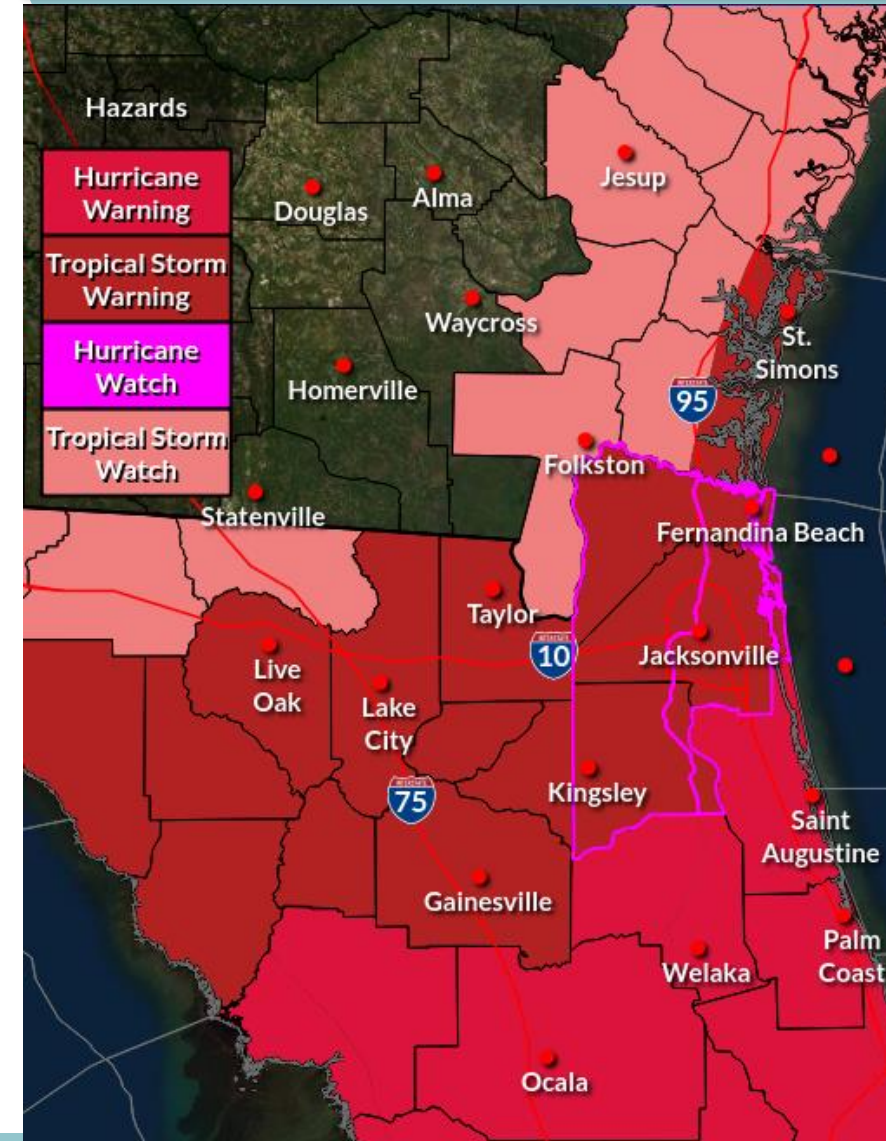 Hazards
Hurricane
Warning
Tropical Storm
Warning
Hurricane
Watch
Tropical Storm
Watch
Jesup
Alma
Douglas
Waycross
St.
Simons
Homerville
95
Folkston
Statenville
Fernandina Beach
Taylor
10
Jacksonville
Live
Oak
Lake
City
75
Kingsley
Saint
Augustine
Gainesville
Palm
Coast
Welaka
Ocala